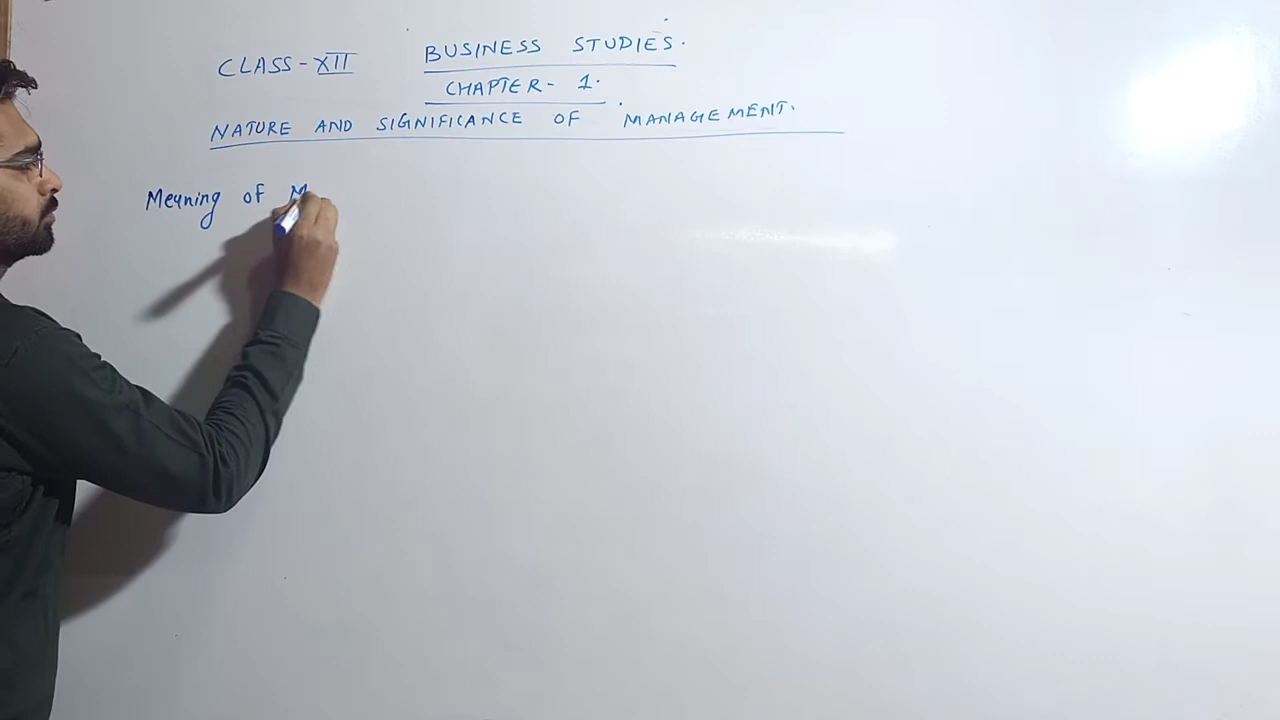 CLASS-XII BUSINESS STUDIES.
CHAPTER- 1.
NATURE AND SIGNIFICANCE OF MANAGEMENT.
Meaning of M